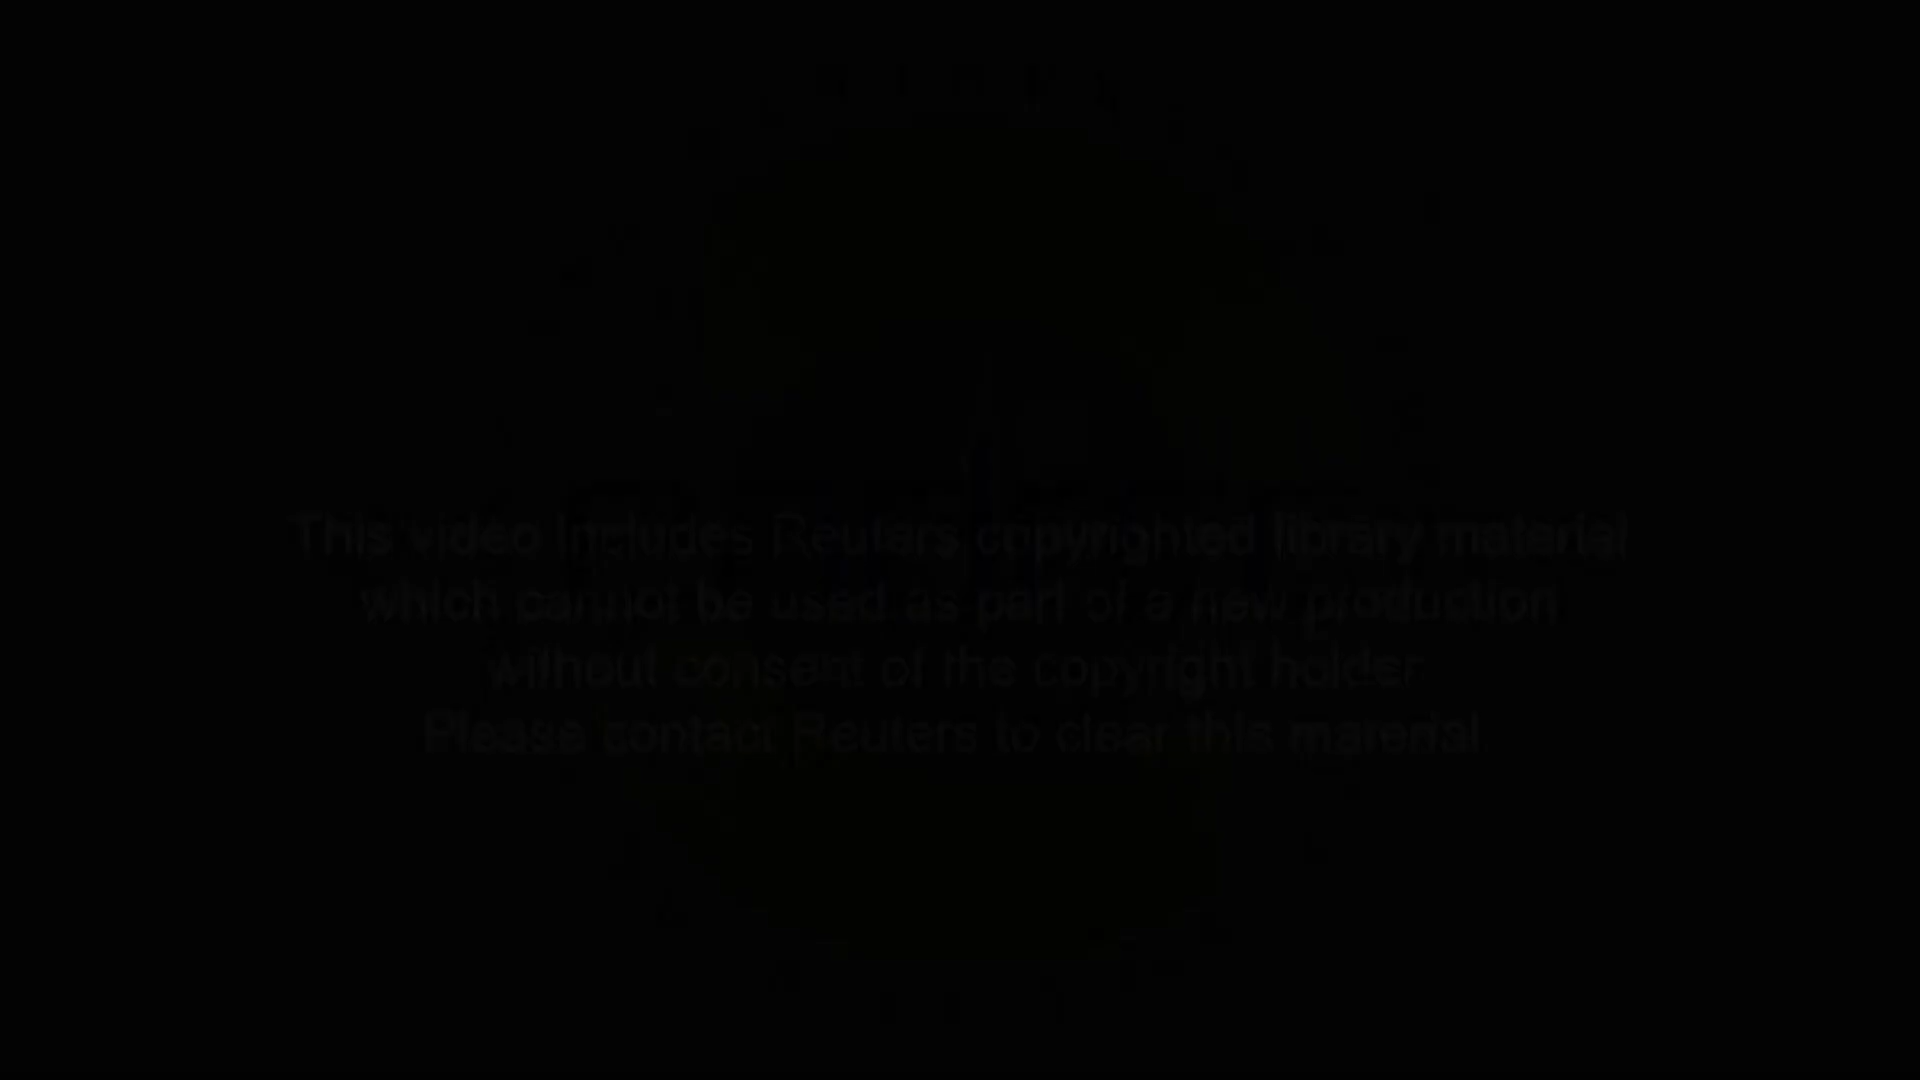 This video includes Reuters copyrighted library material
which cannot be used as part of a new production
without consent of the copyright holder
Please contact Reuters to clear this material